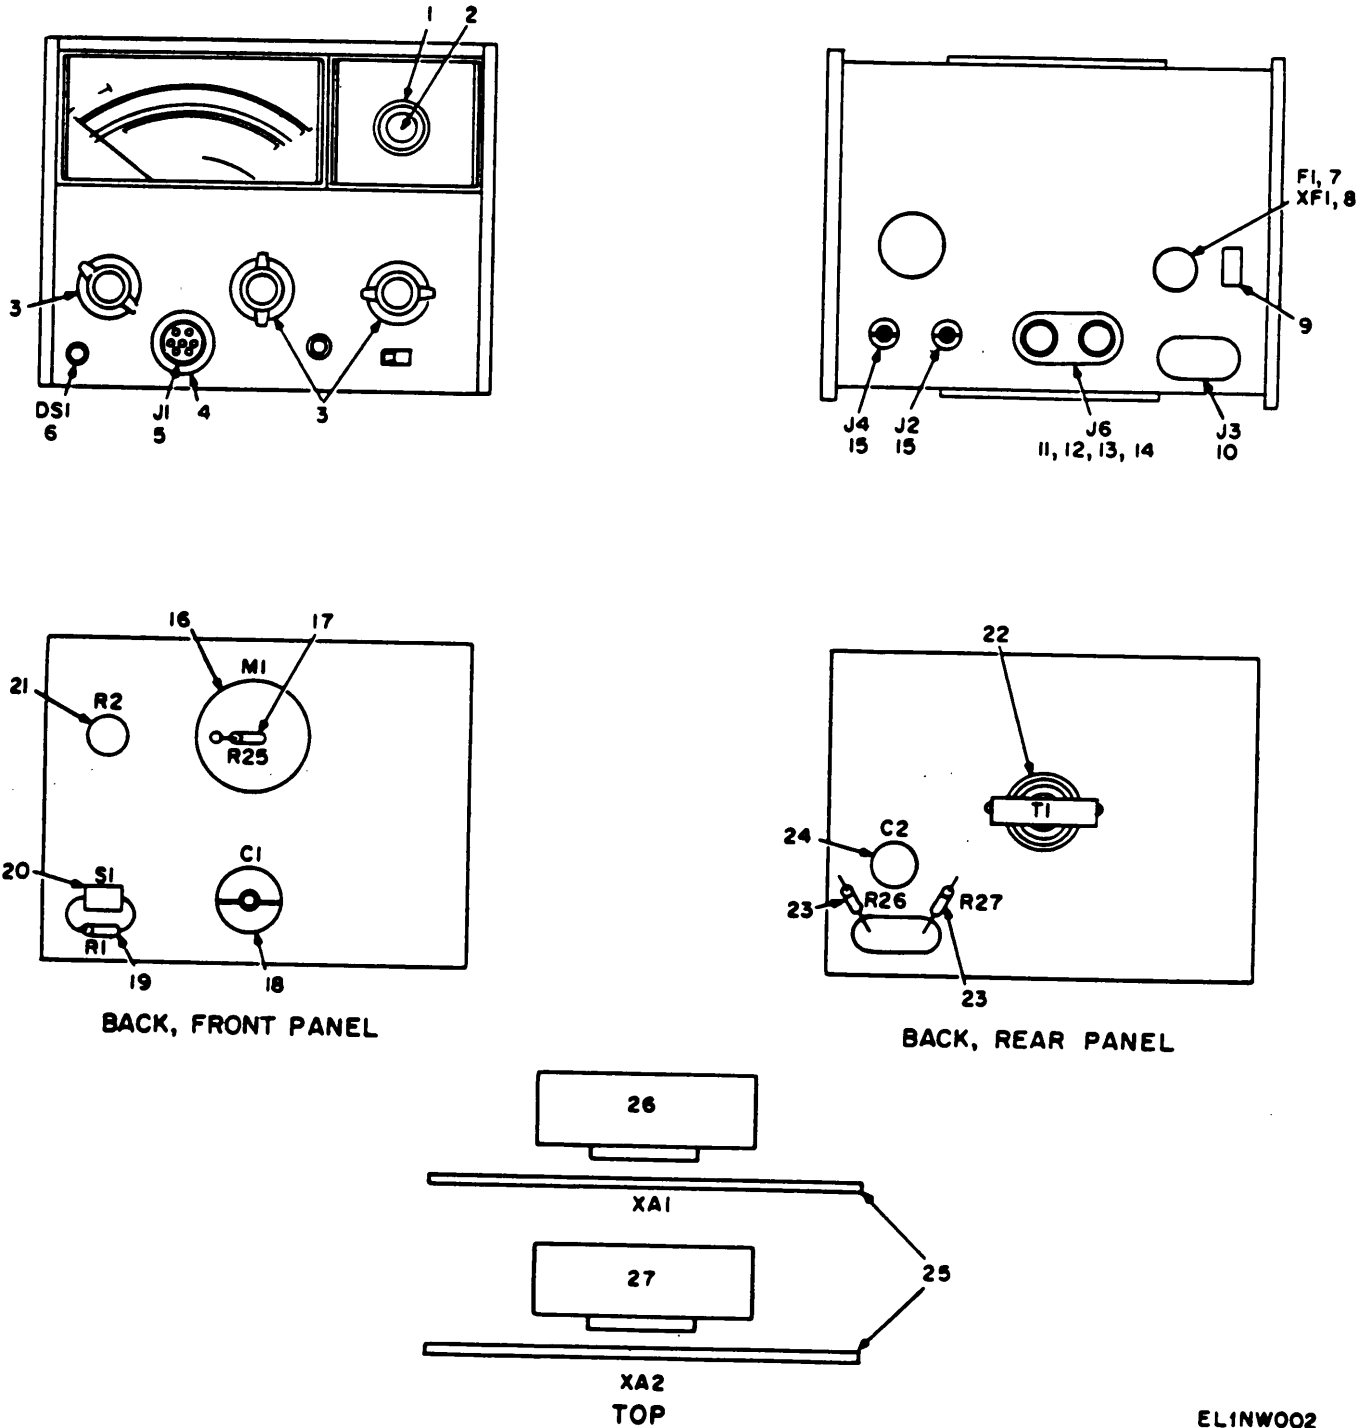 1 2
3
DS1
6
J1 4
5
3
F1, 7
XF1, 8
9
J4 J2 J6 J3
15 15 11, 12, 13, 14 10
16 17
M1
21
R2
R25
C1
20
S1
R1
19 18
BACK, FRONT PANEL
22
T1
24
C2
23
R26 R27
23
BACK, REAR PANEL
26
XA1
25
27
XA2
TOP
EL1NW002